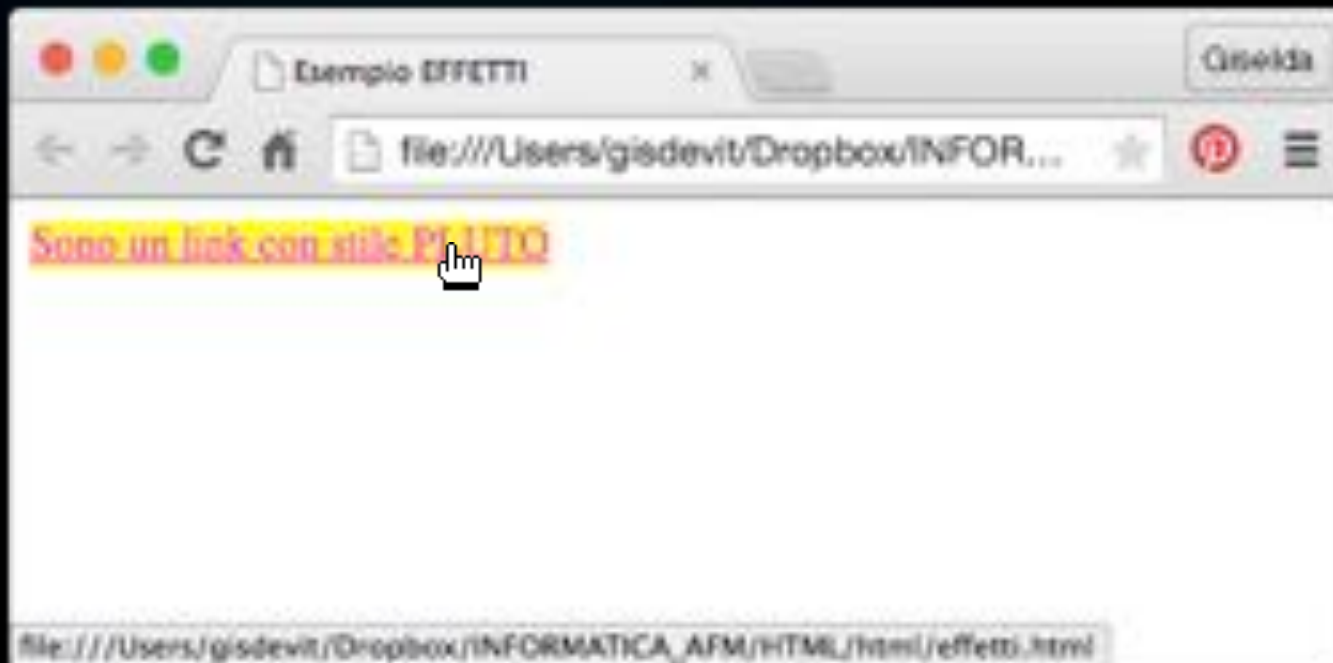 Esempio EFFETTI
Giselda
file:///Users/gisdevit/Dropbox/INFOR...
Sono un link con stile PLUTO
file:///Users/gisdevit/Dropbox/INFORMATICA_AFM/HTML/html/effetti.html